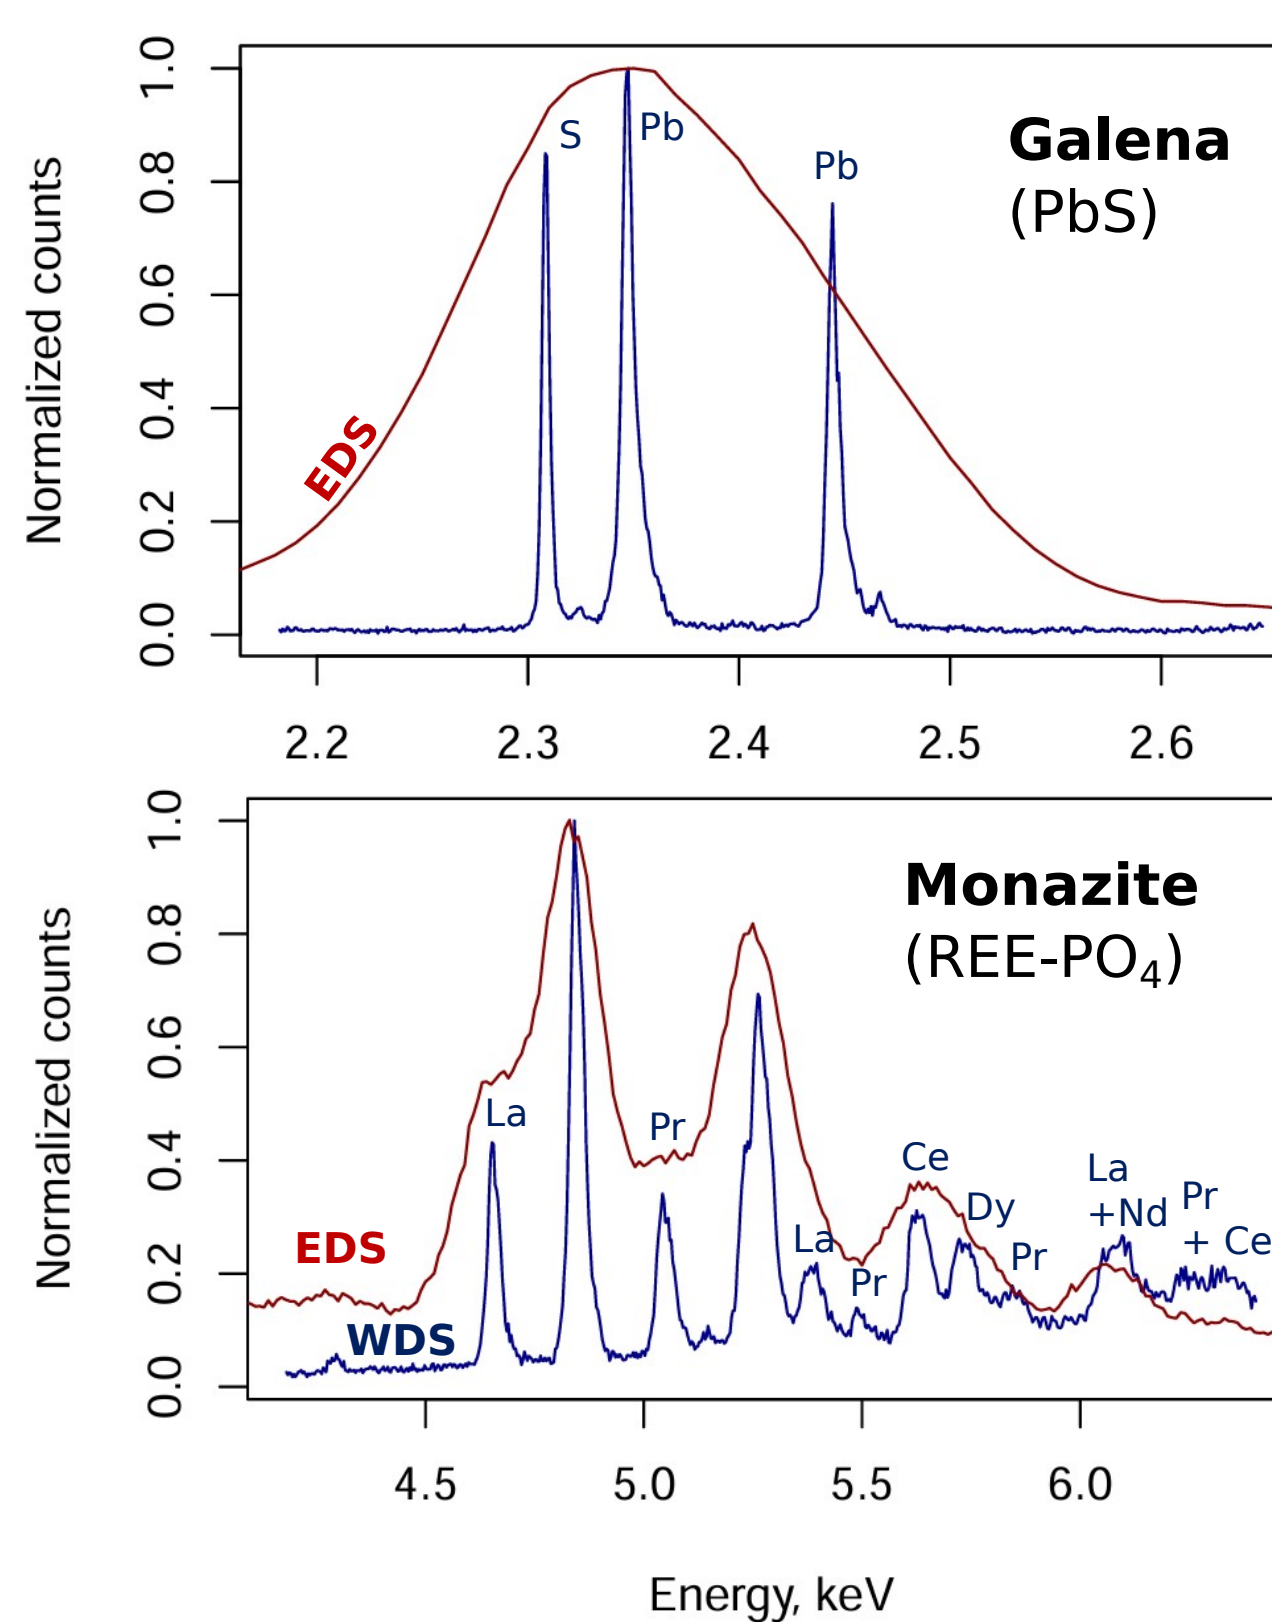 Normalized counts
1.0
0.8
0.6
0.4
0.2
0.0
Galena
(PbS)
S
Pb
Pb
EDS
2.2 2.3 2.4 2.5 2.6
Normalized counts
1.0
0.8
0.6
0.4
0.2
0.0
Monazite
(REE-PO₄)
La
Pr
La
Pr
Ce
Dy
Pr
La
+Nd
Pr
+ Ce
EDS
WDS
4.5 5.0 5.5 6.0
Energy, keV